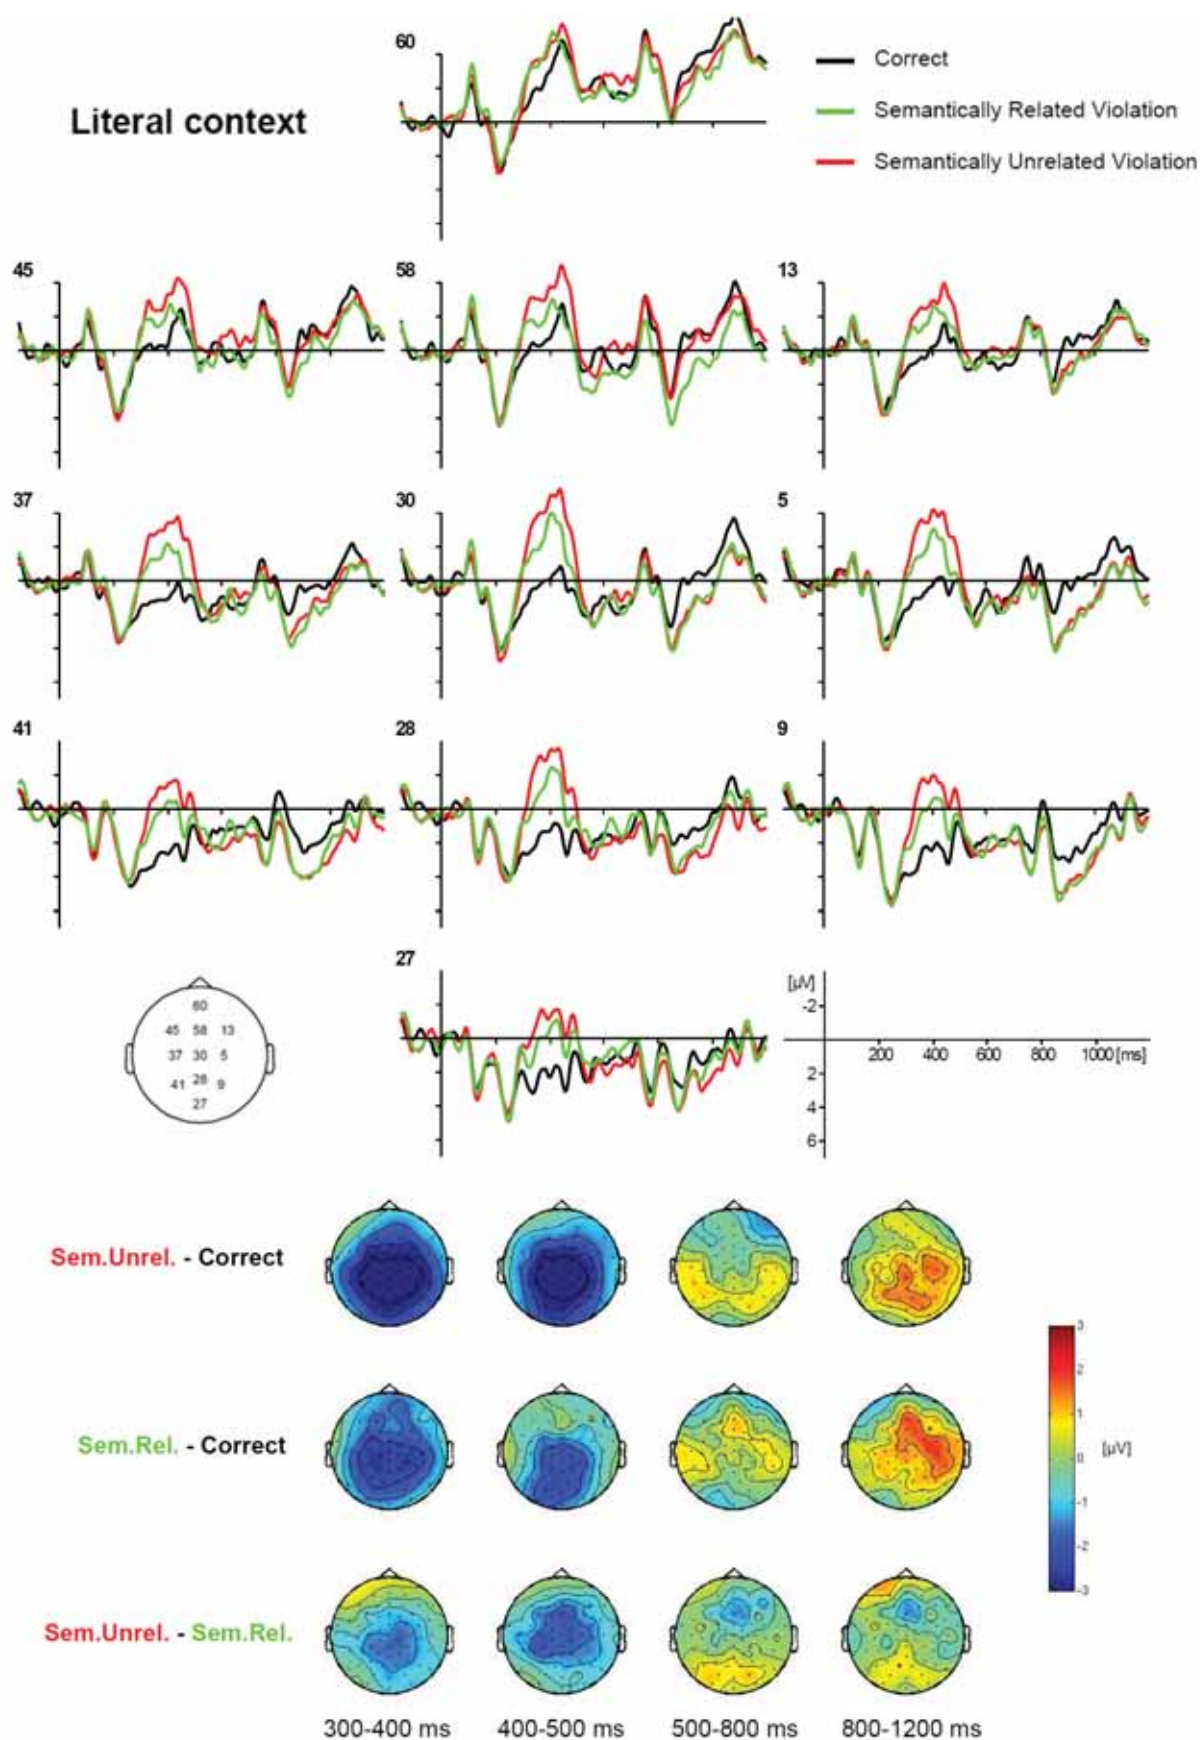 60
Correct
Literal context
Semantically Related Violation
Semantically Unrelated Violation
45
58
13
37
30
5
41
28
9
27
[µV]
-2
200 400 600 800 1000 [ms]
2
4
6
60
45 58 13
37 30 5
41 28 9
27
Sem.Unrel. - Correct
3
2
Sem.Rel. - Correct
1
0
[µV]
-1
-2
-3
Sem.Unrel. - Sem.Rel.
300-400 ms 400-500 ms 500-800 ms 800-1200 ms